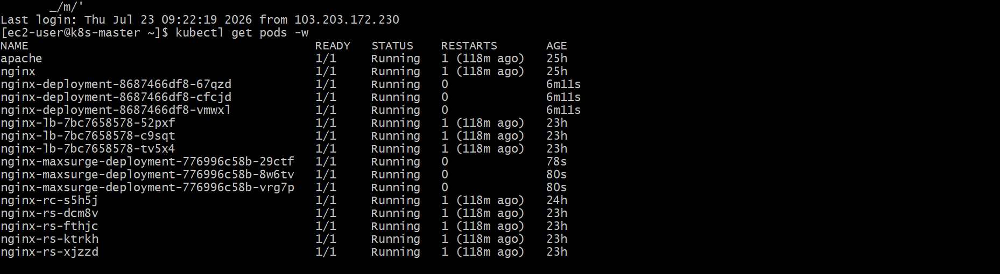 _/m/'
Last login: Thu Jul 23 09:22:19 2026 from 103.203.172.230
[ec2-user@k8s-master ~]$ kubectl get pods -w
NAME                                         READY   STATUS    RESTARTS       AGE
apache                                       1/1     Running   1 (118m ago)   25h
nginx                                        1/1     Running   1 (118m ago)   25h
nginx-deployment-8687466df8-67qzd            1/1     Running   0              6m11s
nginx-deployment-8687466df8-cfcjd            1/1     Running   0              6m11s
nginx-deployment-8687466df8-vmwxl            1/1     Running   0              6m11s
nginx-lb-7bc7658578-52pxf                    1/1     Running   1 (118m ago)   23h
nginx-lb-7bc7658578-c9sqt                    1/1     Running   1 (118m ago)   23h
nginx-lb-7bc7658578-tv5x4                    1/1     Running   1 (118m ago)   23h
nginx-maxsurge-deployment-776996c58b-29ctf   1/1     Running   0              78s
nginx-maxsurge-deployment-776996c58b-8w6tv   1/1     Running   0              80s
nginx-maxsurge-deployment-776996c58b-vrg7p   1/1     Running   0              80s
nginx-rc-s5h5j                               1/1     Running   1 (118m ago)   24h
nginx-rs-dcm8v                               1/1     Running   1 (118m ago)   23h
nginx-rs-fthjc                               1/1     Running   1 (118m ago)   23h
nginx-rs-ktrkh                               1/1     Running   1 (118m ago)   23h
nginx-rs-xjzzd                               1/1     Running   1 (118m ago)   23h